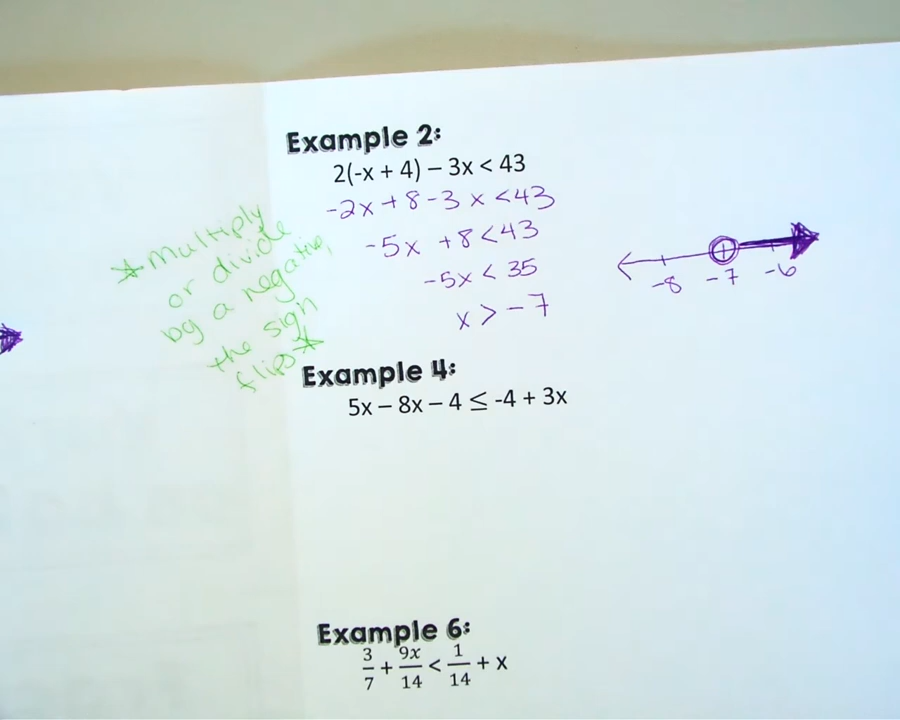 Example 2:
2(-x + 4) – 3x < 43
-2x + 8 - 3x < 43
-5x + 8 < 43
-5x < 35
x > -7
-8 -7 -6
*Multiply
or divide
by a negative,
the sign
flips*
Example 4:
5x – 8x – 4 ≤ -4 + 3x
Example 6:
3/7 + 9x/14 < 1/14 + x